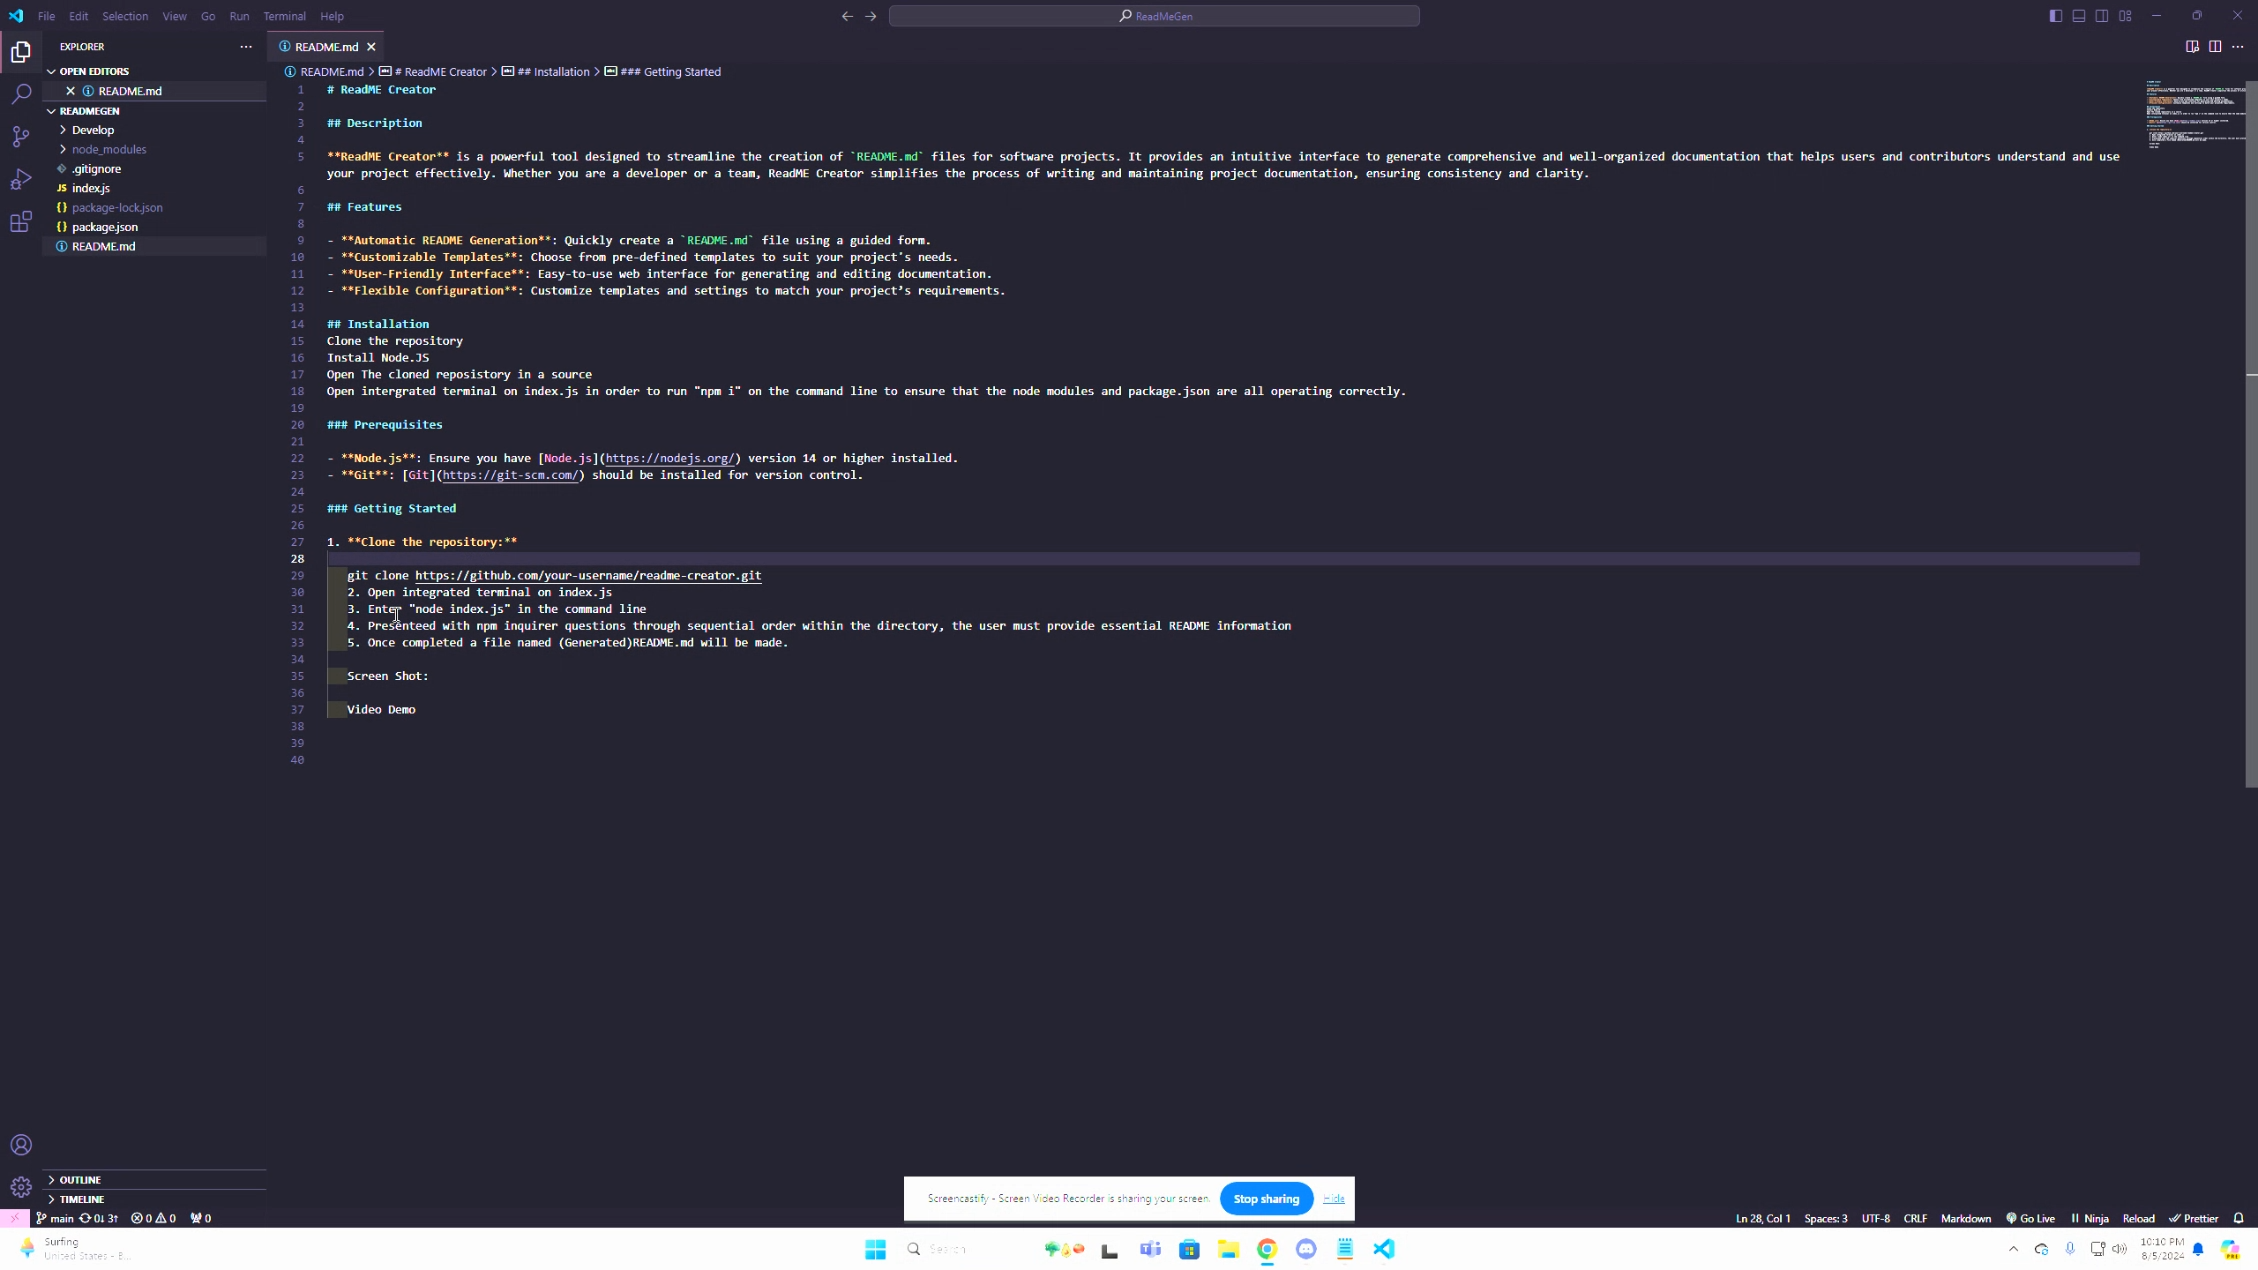 File Edit Selection View Go Run Terminal Help
ReadMeGen
EXPLORER
README.md
OPEN EDITORS
README.md > # ReadME Creator > ## Installation > ### Getting Started
README.md
READMEGEN
Develop
node_modules
.gitignore
JS index.js
{} package-lock.json
{} package.json
README.md
1 # ReadME Creator
2
3 ## Description
4
5 **ReadME Creator** is a powerful tool designed to streamline the creation of `README.md` files for software projects. It provides an intuitive interface to generate comprehensive and well-organized documentation that helps users and contributors understand and use
your project effectively. Whether you are a developer or a team, ReadME Creator simplifies the process of writing and maintaining project documentation, ensuring consistency and clarity.
6
7 ## Features
8
9 - **Automatic README Generation**: Quickly create a `README.md` file using a guided form.
10 - **Customizable Templates**: Choose from pre-defined templates to suit your project's needs.
11 - **User-Friendly Interface**: Easy-to-use web interface for generating and editing documentation.
12 - **Flexible Configuration**: Customize templates and settings to match your project's requirements.
13
14 ## Installation
15 Clone the repository
16 Install Node.JS
17 Open The cloned reposistory in a source
18 Open intergrated terminal on index.js in order to run "npm i" on the command line to ensure that the node modules and package.json are all operating correctly.
19
20 ### Prerequisites
21
22 - **Node.js**: Ensure you have [Node.js](https://nodejs.org/) version 14 or higher installed.
23 - **Git**: [Git](https://git-scm.com/) should be installed for version control.
24
25 ### Getting Started
26
27 1. **Clone the repository:**
28
29 git clone https://github.com/your-username/readme-creator.git
30 2. Open integrated terminal on index.js
31 3. Enter "node index.js" in the command line
32 4. Presenteed with npm inquirer questions through sequential order within the directory, the user must provide essential README information
33 5. Once completed a file named (Generated)README.md will be made.
34
35 Screen Shot:
36
37 Video Demo
38
39
40
OUTLINE
TIMELINE
Screencastify - Screen Video Recorder is sharing your screen. Stop sharing Hide
main 0↓ 3↑ 0 0 0
Ln 28, Col 1 Spaces: 3 UTF-8 CRLF Markdown Go Live Ninja Reload Prettier
Surfing
United States - B...
Search
10:10 PM
8/5/2024